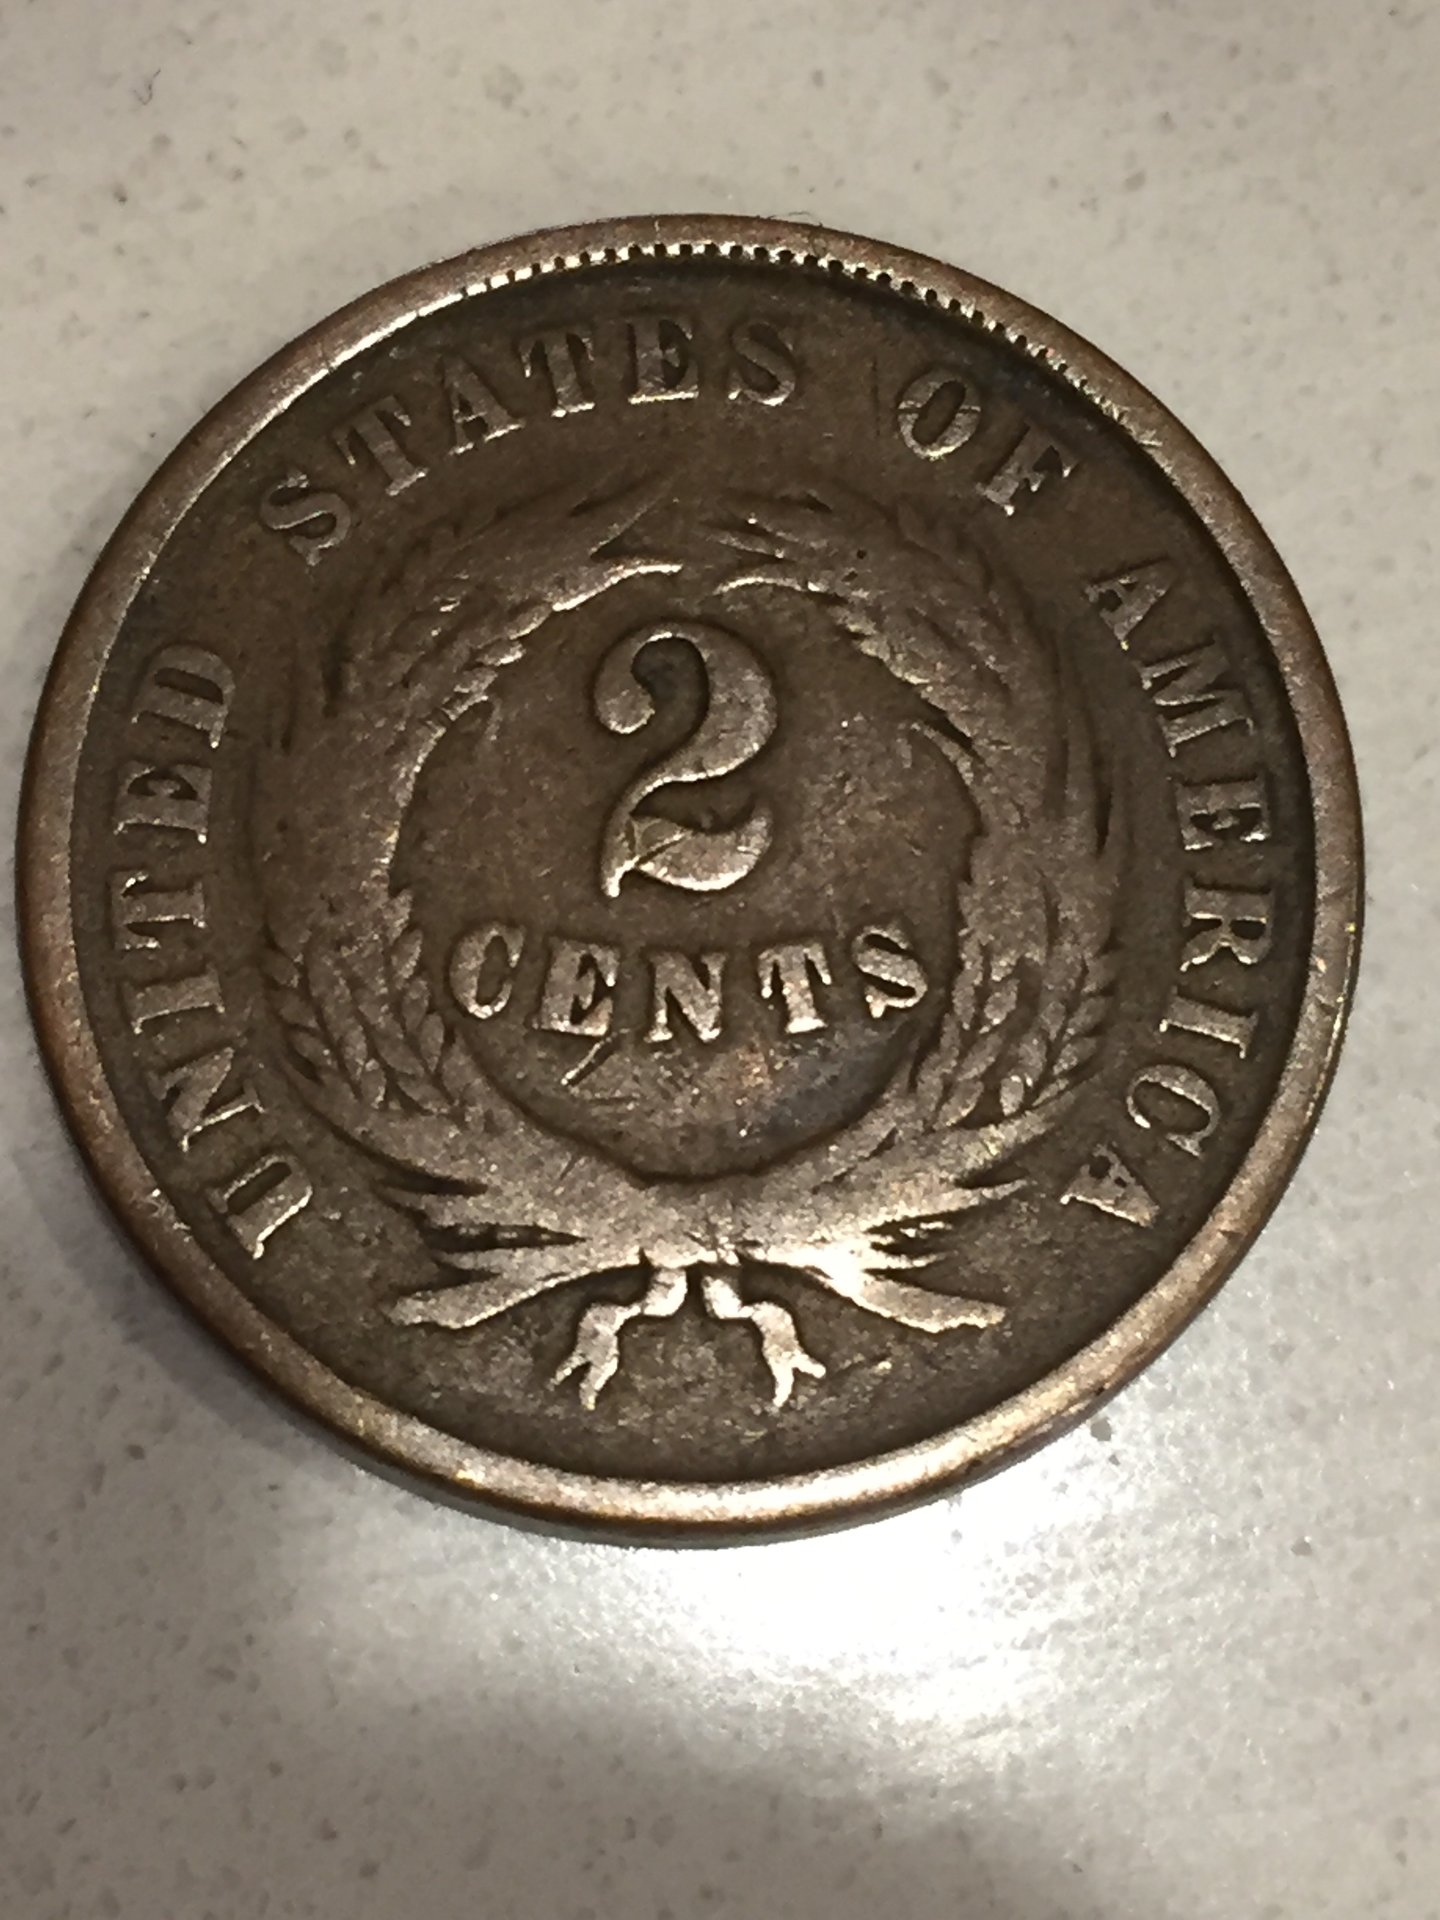 UNITED STATES OF AMERICA
2
CENTS